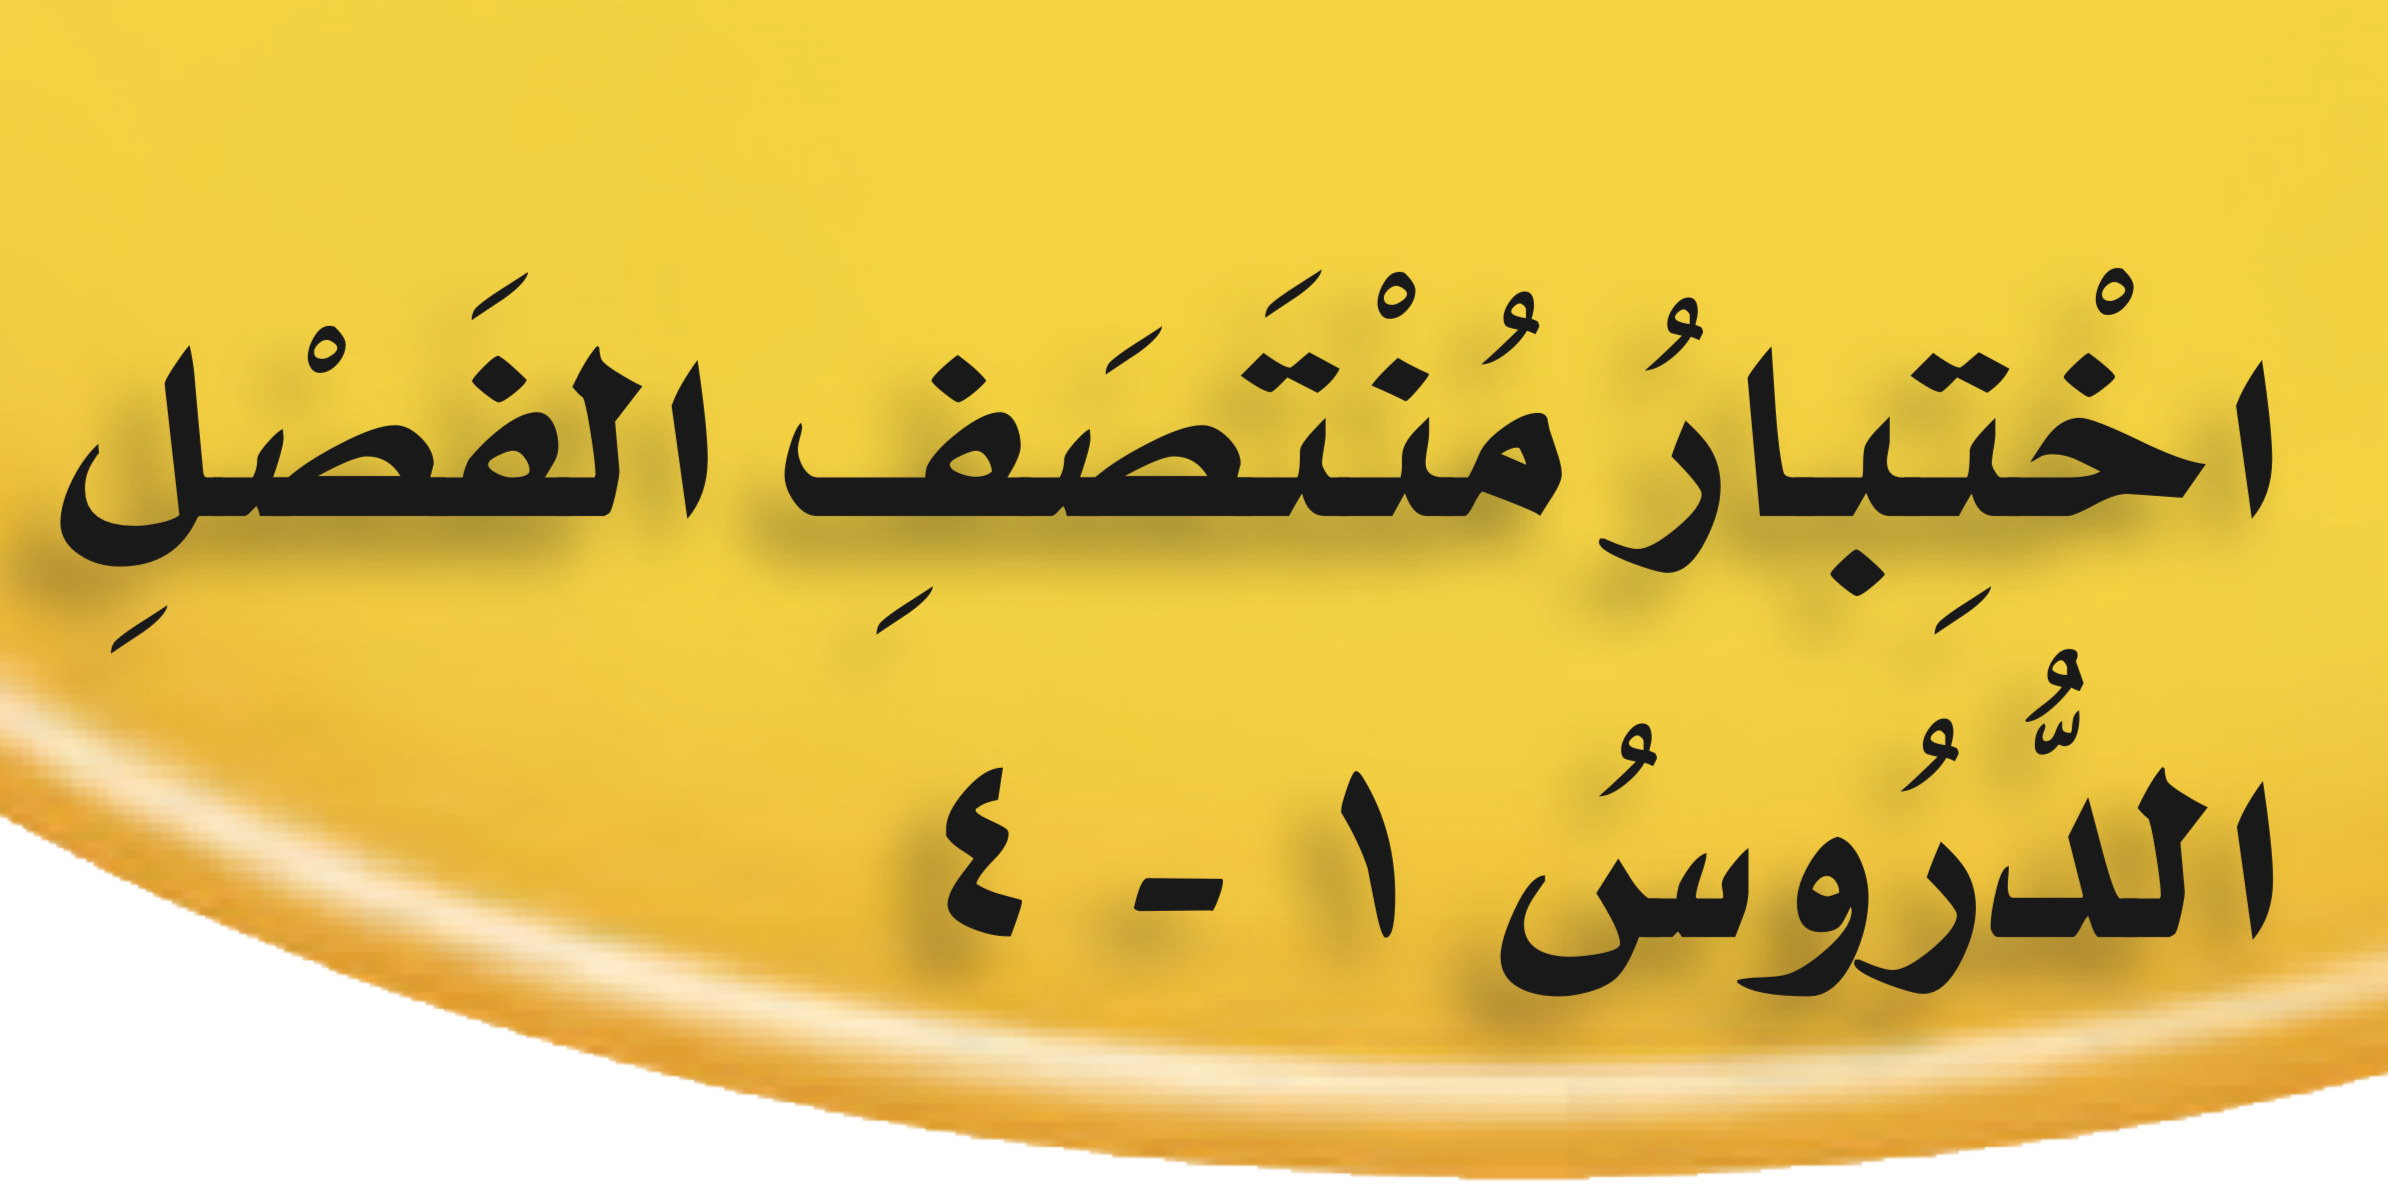 اخْتِبارُ مُنْتَصَفِ الفَصْلِ
الدُّرُوسُ ١ - ٤